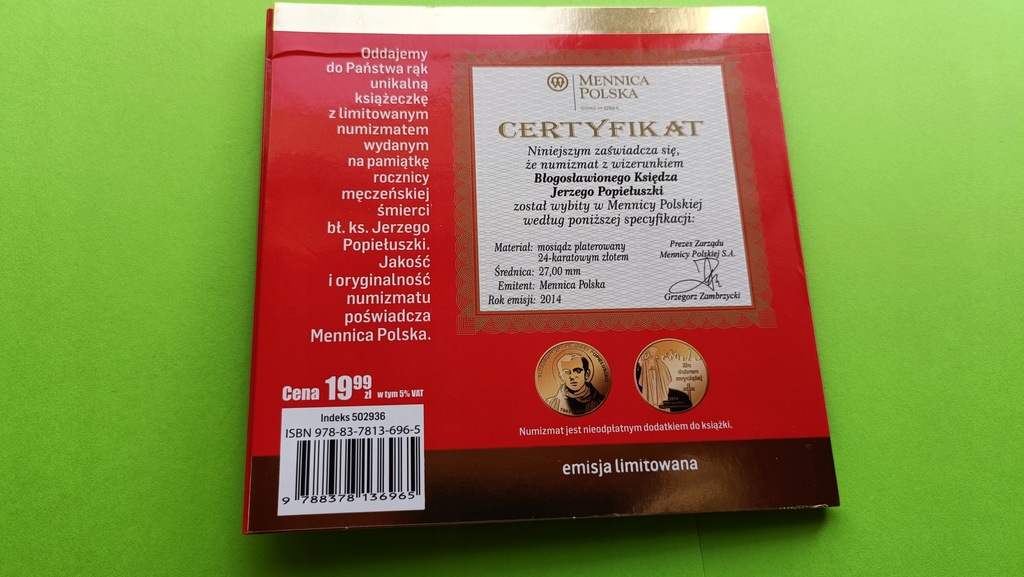 Oddajemy
do Państwa rąk
unikalną
książeczkę
z limitowanym
numizmatem
wydanym
na pamiątkę
rocznicy
męczeńskiej
śmierci
bł. ks. Jerzego
Popiełuszki.
Jakość
i oryginalność
numizmatu
poświadcza
Mennica Polska.
Cena 19⁹⁹ zł w tym 5% VAT
Indeks 502936
ISBN 978-83-7813-696-5
9 788378 136965
MENNICA
POLSKA
CERTYFIKAT
Niniejszym zaświadcza się,
że numizmat z wizerunkiem
Błogosławionego Księdza
Jerzego Popiełuszki
został wybity w Mennicy Polskiej
według poniższej specyfikacji:
Materiał: mosiądz platerowany
24-karatowym złotem
Średnica: 27,00 mm
Emitent: Mennica Polska
Rok emisji: 2014
Prezes Zarządu
Mennicy Polskiej S.A.
Grzegorz Zambrzycki
Zło
dobrem
zwyciężaj
Numizmat jest nieodpłatnym dodatkiem do książki.
emisja limitowana